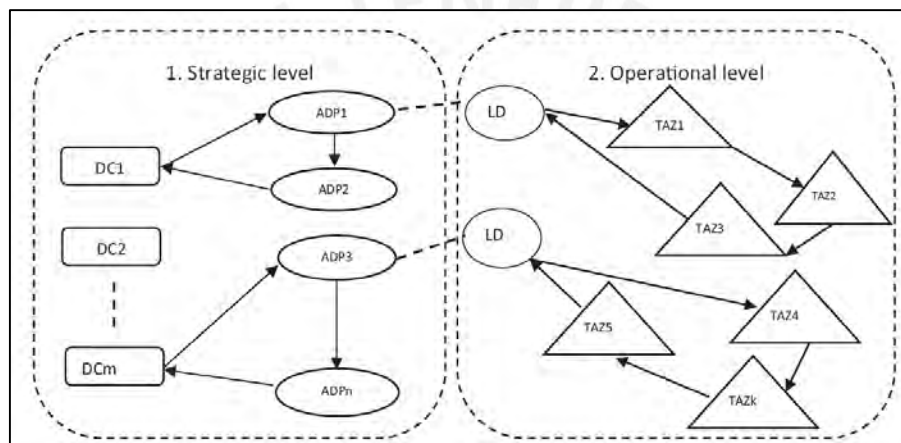 1. Strategic level
DC1
DC2
DCm
ADP1
ADP2
ADP3
ADPn
2. Operational level
LD
TAZ1
TAZ2
TAZ3
LD
TAZ4
TAZ5
TAZk